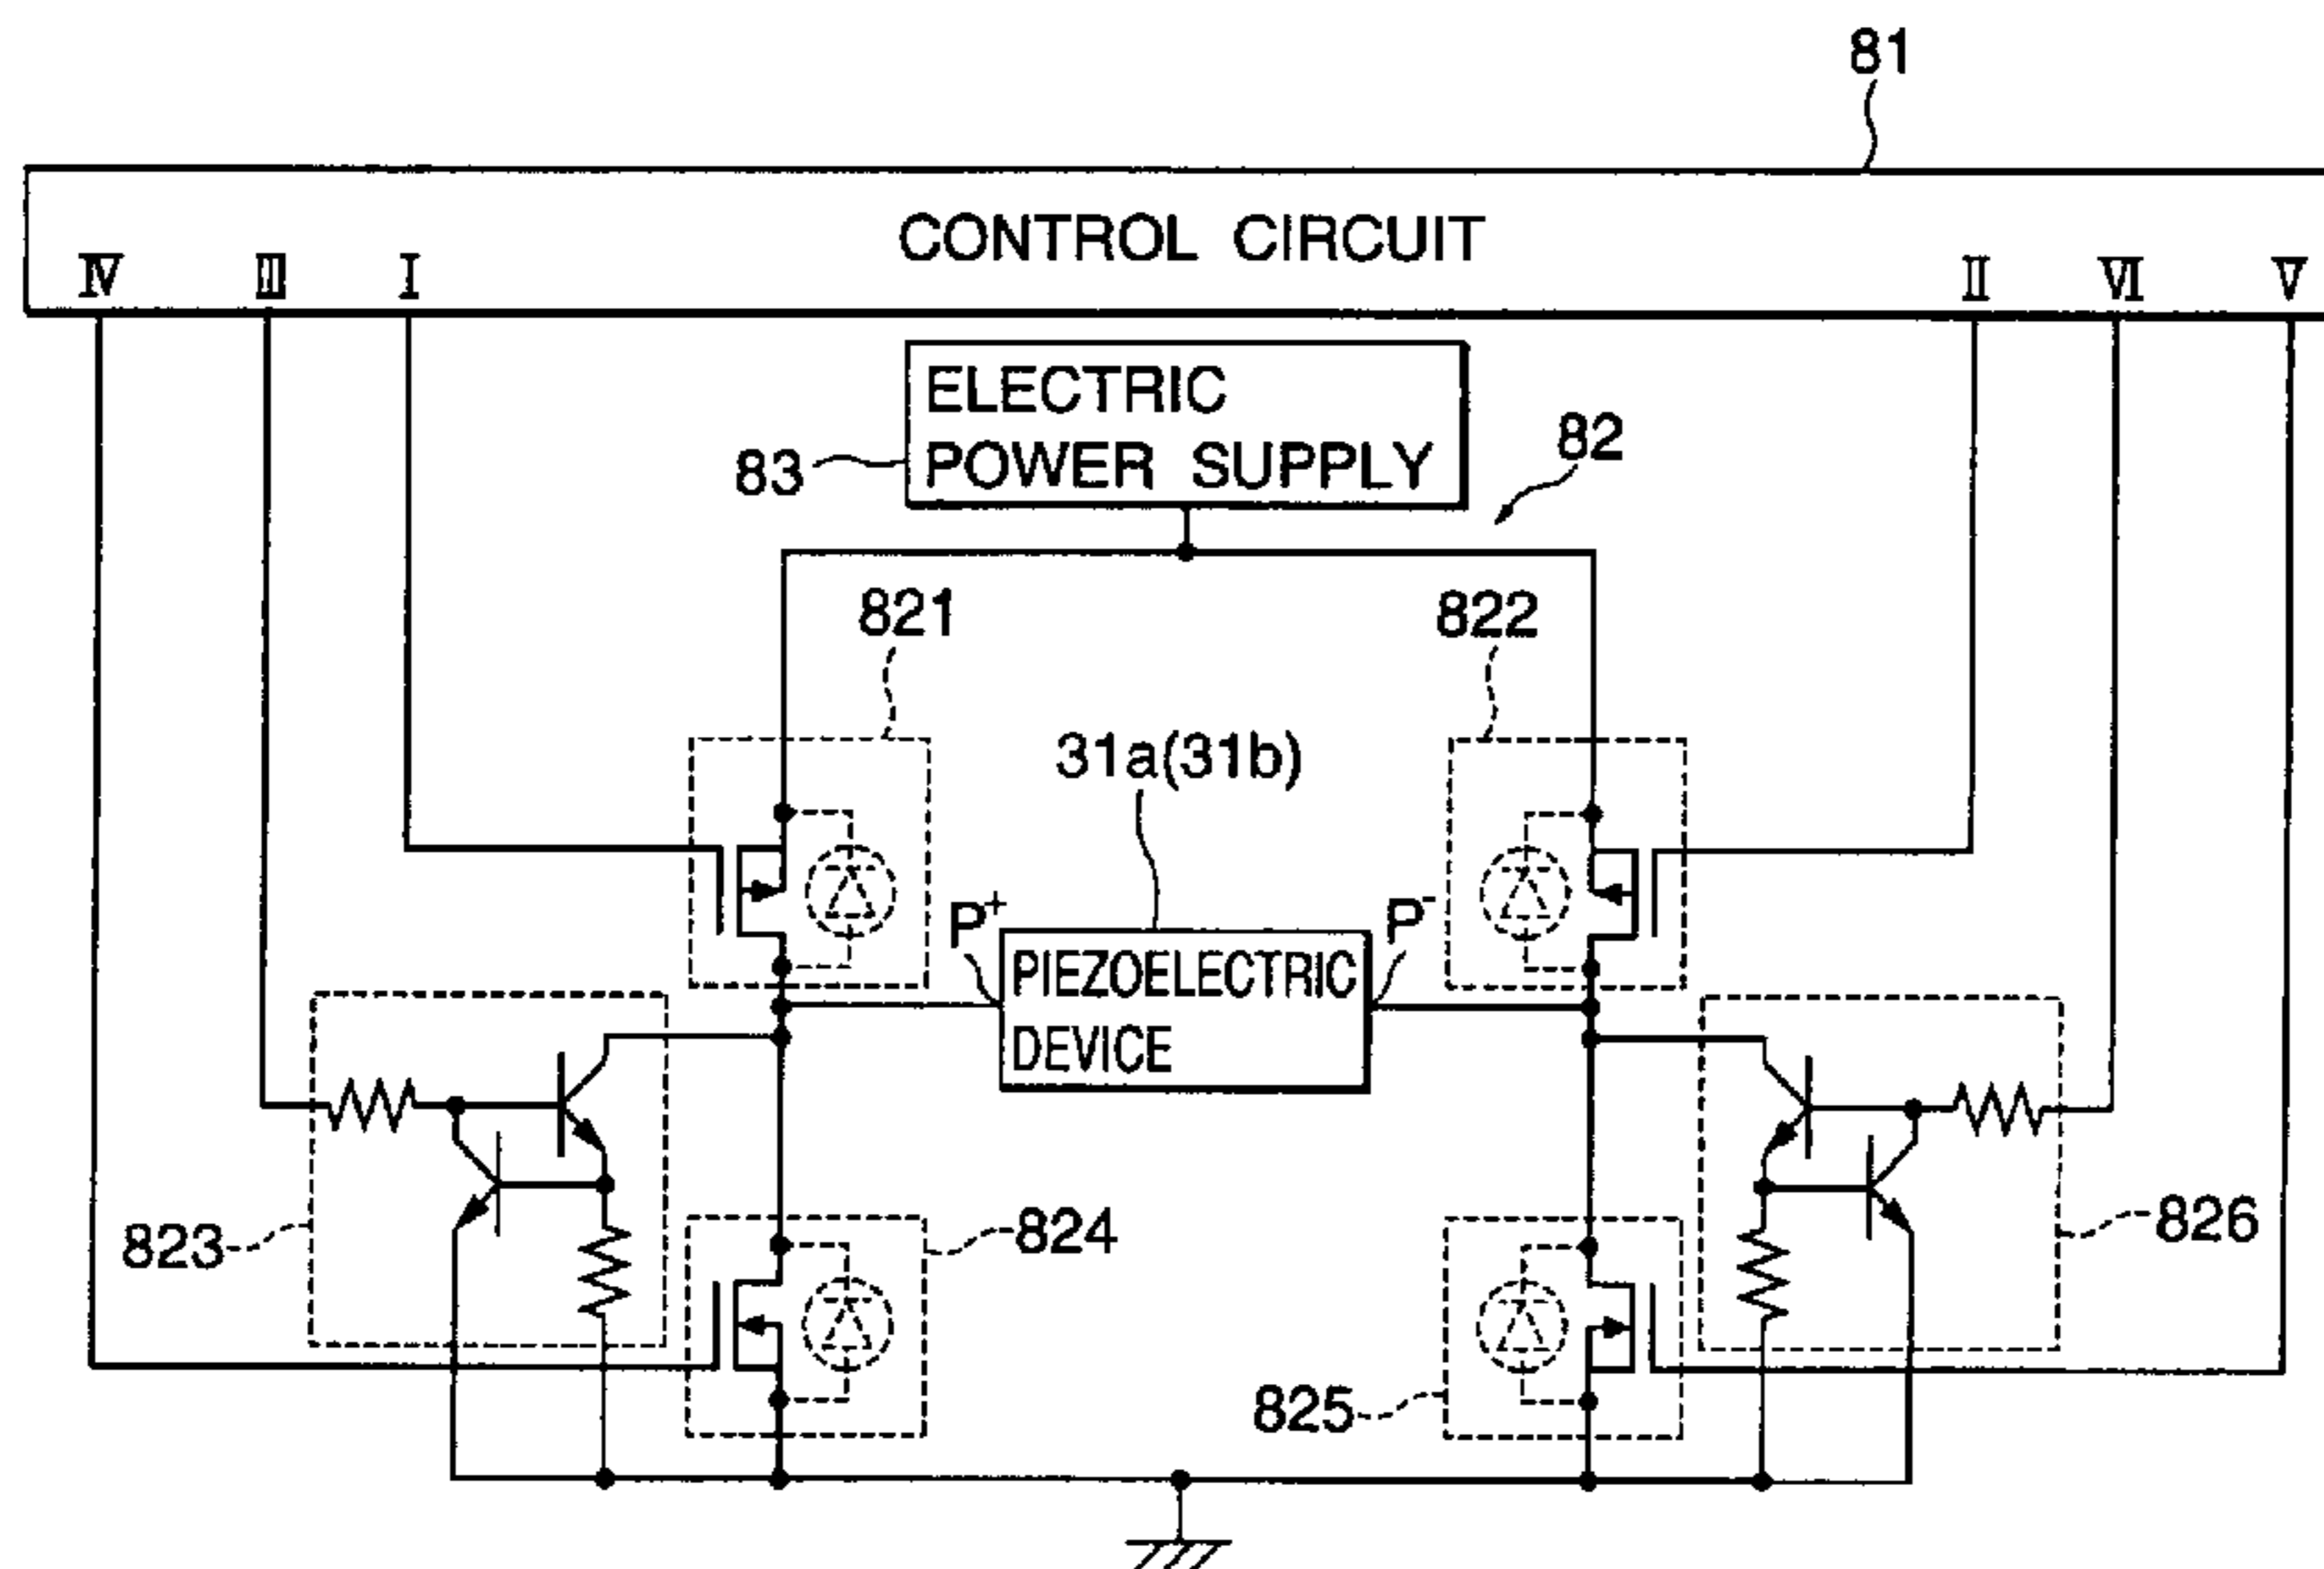 81
CONTROL CIRCUIT
Ⅳ Ⅲ Ⅰ Ⅱ Ⅵ Ⅴ
ELECTRIC
POWER SUPPLY
83
82
821
822
31a(31b)
P+
P-
PIEZOELECTRIC
DEVICE
823
824
825
826